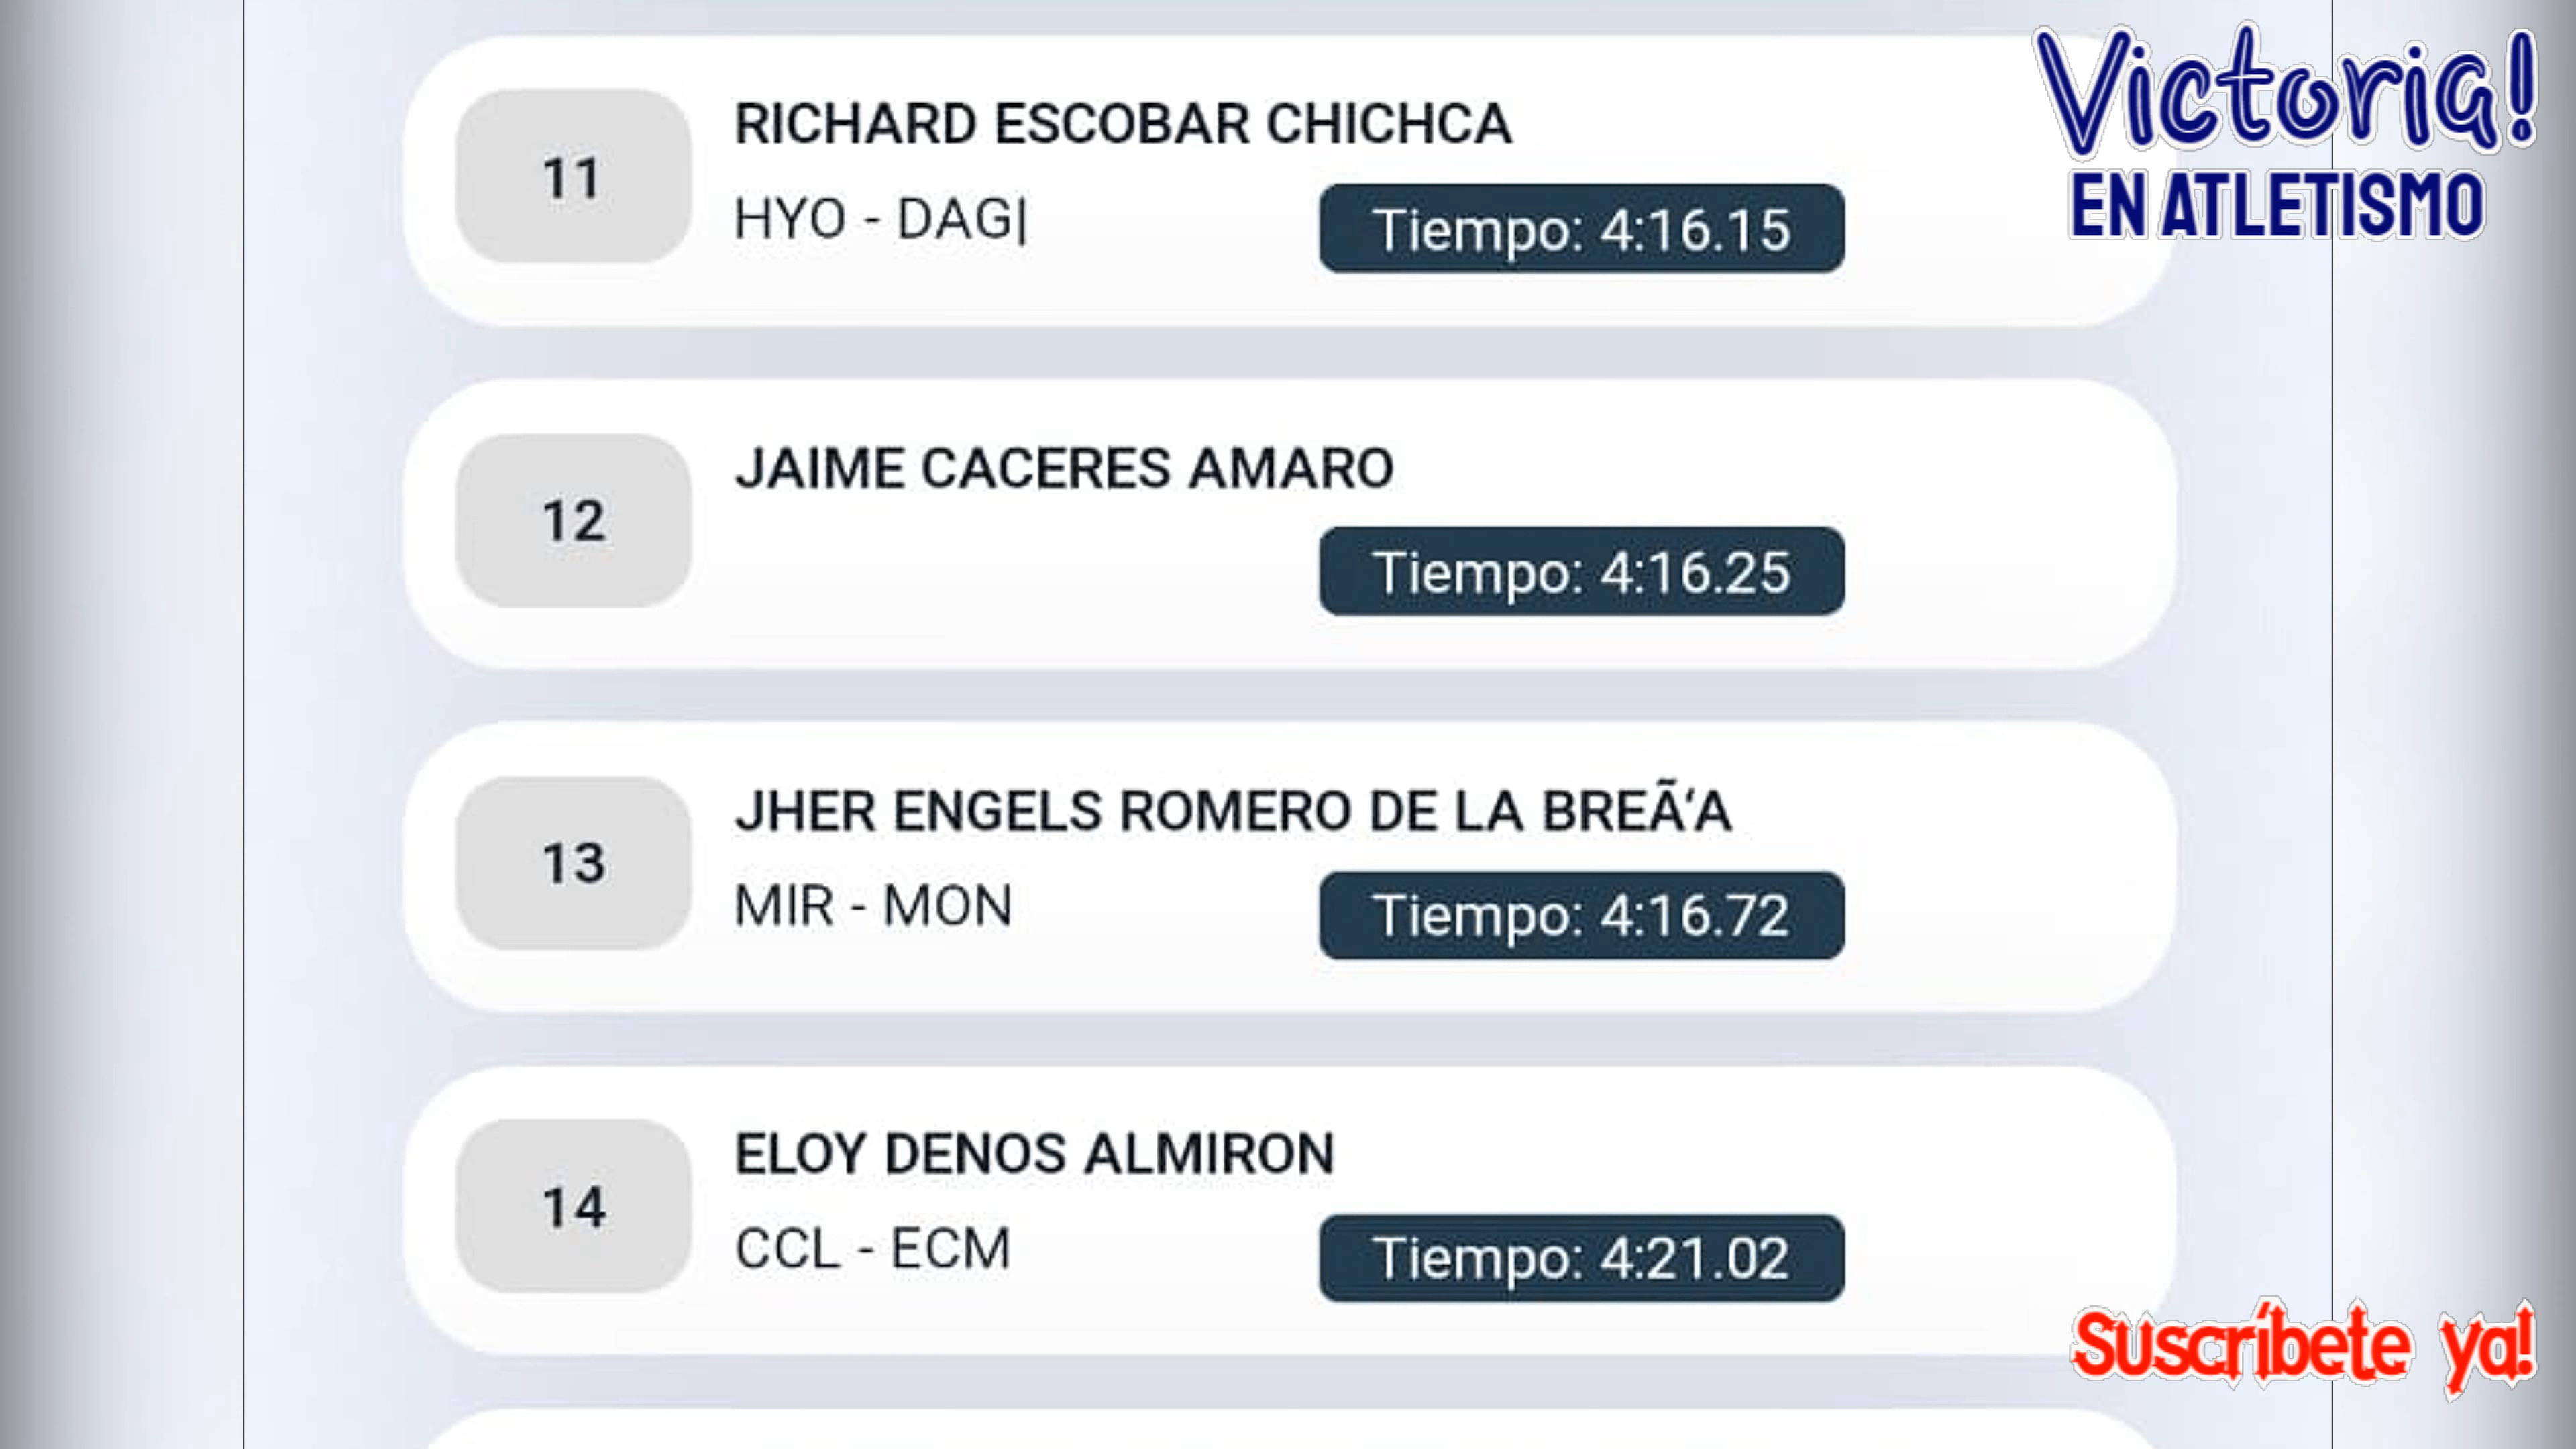 Victoria!
EN ATLETISMO
11
RICHARD ESCOBAR CHICHCA
HYO - DAG|
Tiempo: 4:16.15
12
JAIME CACERES AMARO
Tiempo: 4:16.25
13
JHER ENGELS ROMERO DE LA BREÃ‘A
MIR - MON
Tiempo: 4:16.72
14
ELOY DENOS ALMIRON
CCL - ECM
Tiempo: 4:21.02
Suscríbete ya!